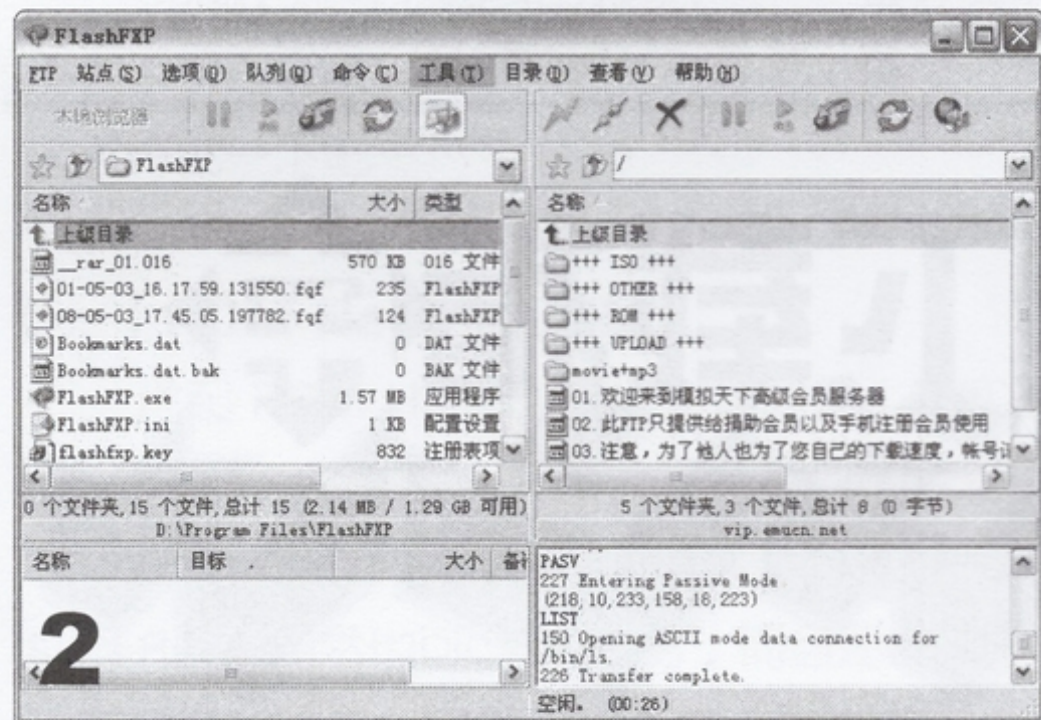 FlashFXP
FTP 站点(S) 选项(O) 队列(Q) 命令(C) 工具(T) 目录(D) 查看(V) 帮助(H)
本地浏览器
FlashFXP
/
名称 大小 类型
上级目录
__rar_01.016 570 KB 016 文件
01-05-03_16.17.59.131550.fqf 235 FlashFXP
08-05-03_17.45.05.197782.fqf 124 FlashFXP
Bookmarks.dat 0 DAT 文件
Bookmarks.dat.bak 0 BAK 文件
FlashFXP.exe 1.57 MB 应用程序
FlashFXP.ini 1 KB 配置设置
flashfxp.key 832 注册表项
0 个文件夹,15 个文件,总计 15 (2.14 MB / 1.29 GB 可用)
D:\Program Files\FlashFXP
名称
上级目录
+++ ISO +++
+++ OTHER +++
+++ ROM +++
+++ UPLOAD +++
movie+mp3
01.欢迎来到模拟天下高级会员服务器
02.此FTP只提供给捐助会员以及手机注册会员使用
03.注意,为了他人也为了您自己的下载速度,帐号
5 个文件夹,3 个文件,总计 8 (0 字节)
vip.emucn.net
名称 目标 大小
2
PASV
227 Entering Passive Mode
(218,10,233,158,18,223)
LIST
150 Opening ASCII mode data connection for
/bin/ls.
226 Transfer complete.
空闲。 (00:26)